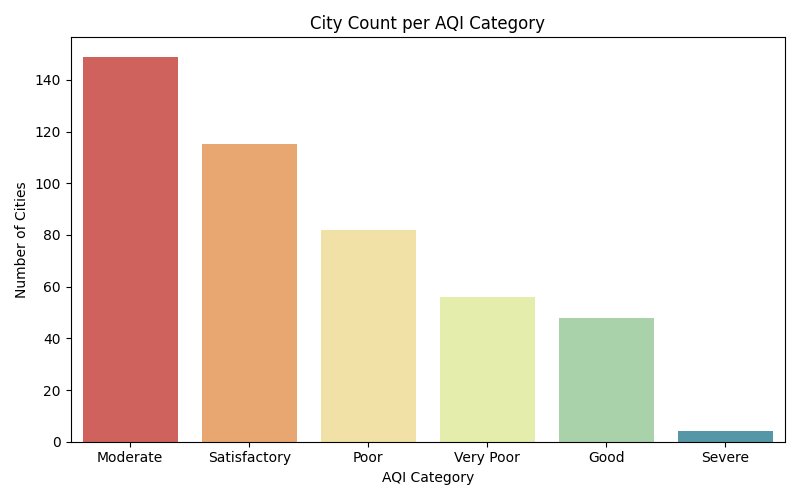 City Count per AQI Category
Number of Cities
140
120
100
80
60
40
20
0
Moderate Satisfactory Poor Very Poor Good Severe
AQI Category